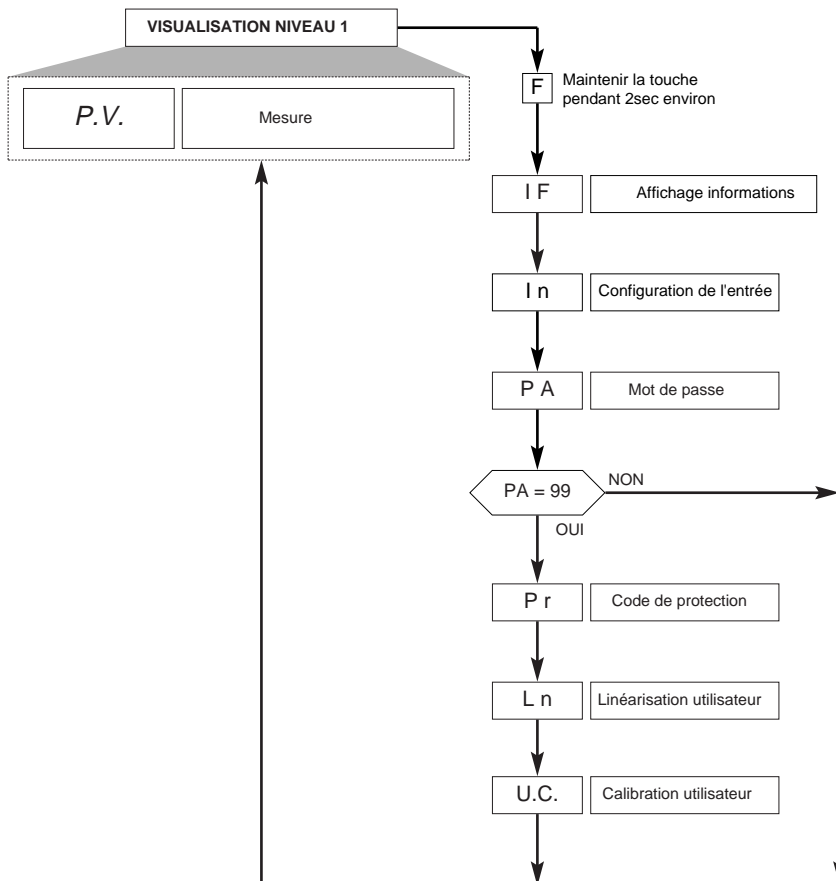 VISUALISATION NIVEAU 1
F
Maintenir la touche
pendant 2sec environ
P.V.
Mesure
I F
Affichage informations
I n
Configuration de l'entrée
P A
Mot de passe
PA = 99
NON
OUI
P r
Code de protection
L n
Linéarisation utilisateur
U.C.
Calibration utilisateur